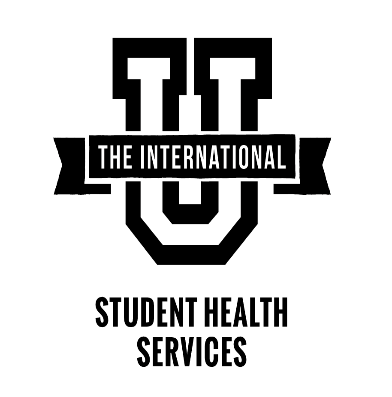 U
THE INTERNATIONAL
STUDENT HEALTH
SERVICES